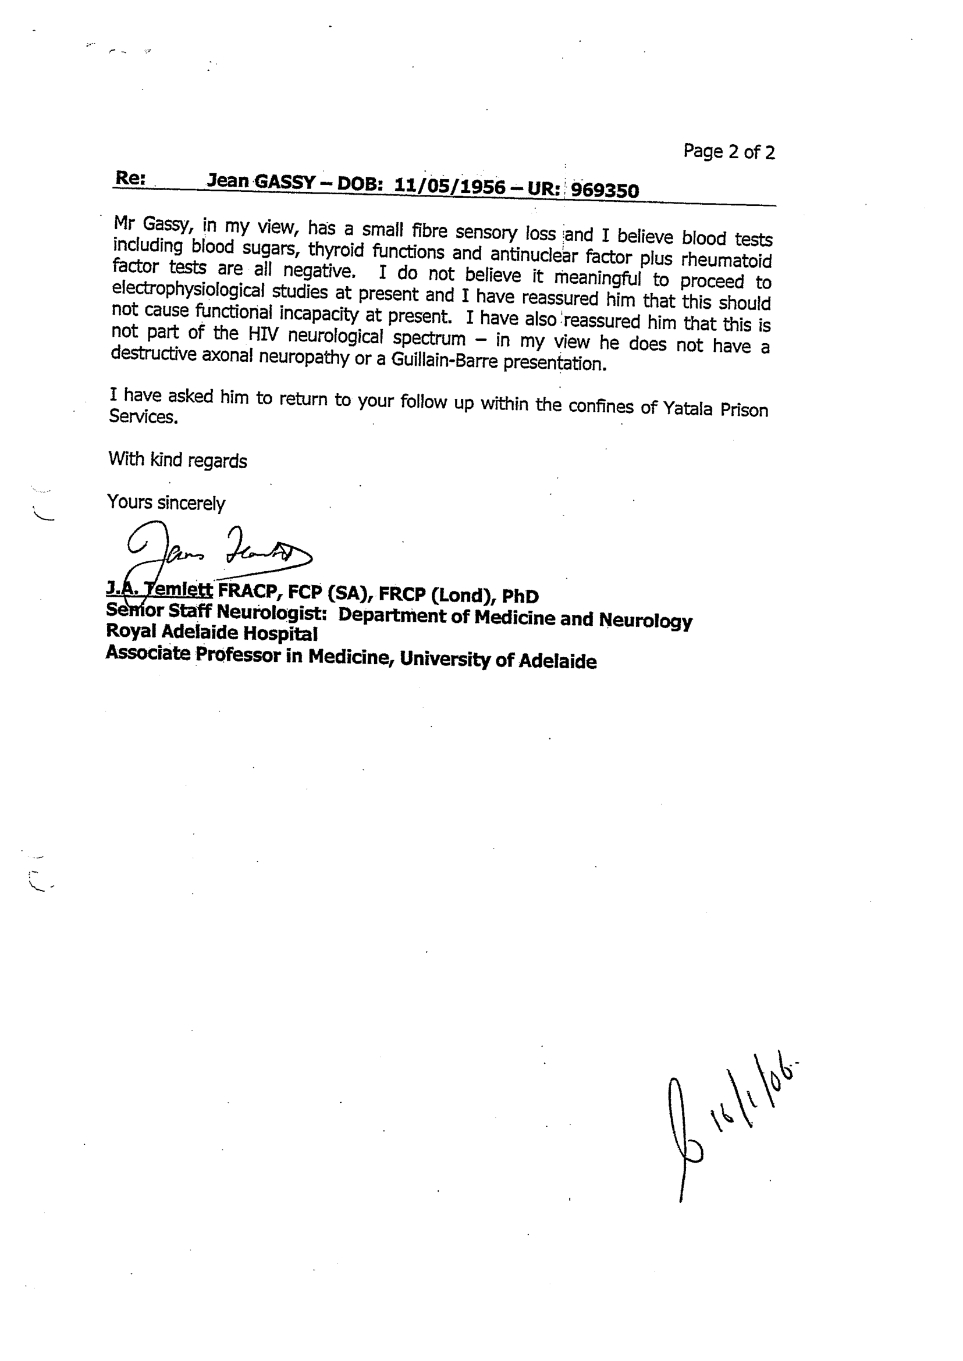 Page 2 of 2
Re: Jean GASSY – DOB: 11/05/1956 – UR: 969350
Mr Gassy, in my view, has a small fibre sensory loss and I believe blood tests
including blood sugars, thyroid functions and antinuclear factor plus rheumatoid
factor tests are all negative. I do not believe it meaningful to proceed to
electrophysiological studies at present and I have reassured him that this should
not cause functional incapacity at present. I have also reassured him that this is
not part of the HIV neurological spectrum – in my view he does not have a
destructive axonal neuropathy or a Guillain-Barre presentation.
I have asked him to return to your follow up within the confines of Yatala Prison
Services.
With kind regards
Yours sincerely
J.A. Temlett FRACP, FCP (SA), FRCP (Lond), PhD
Senior Staff Neurologist: Department of Medicine and Neurology
Royal Adelaide Hospital
Associate Professor in Medicine, University of Adelaide
16/1/06.